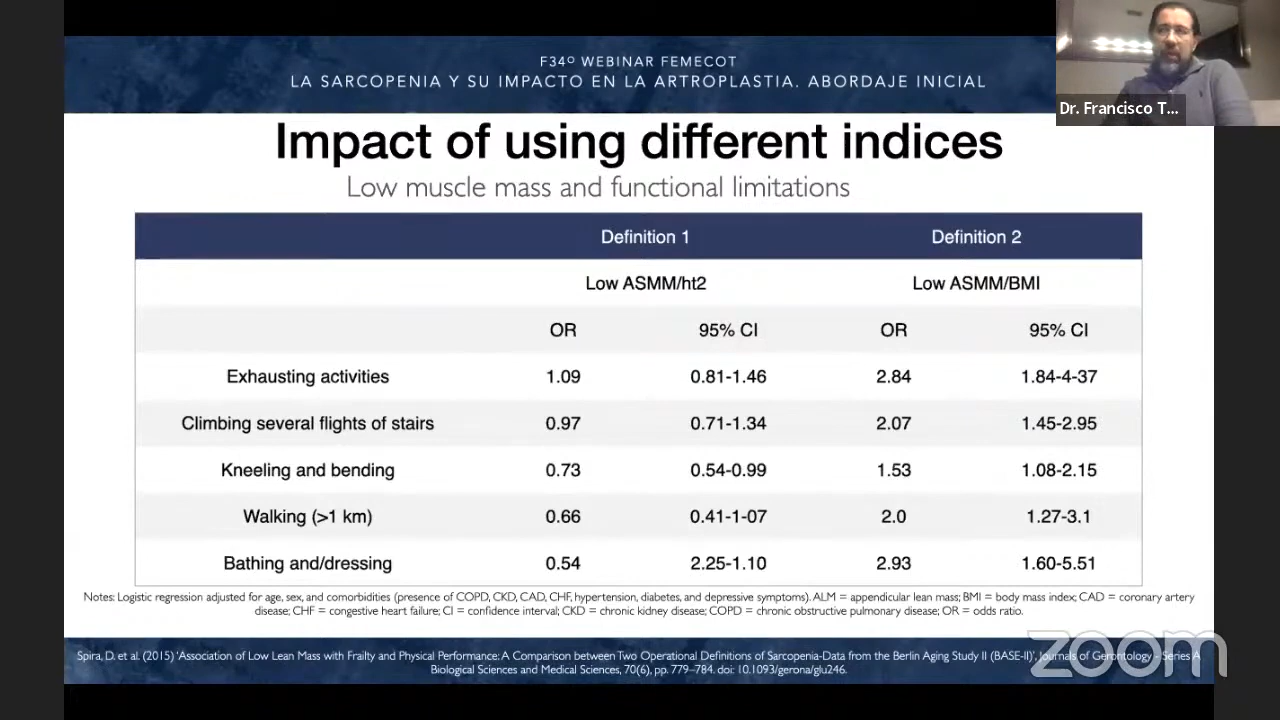 F34º WEBINAR FEMECOT
LA SARCOPENIA Y SU IMPACTO EN LA ARTROPLASTIA. ABORDAJE INICIAL
Dr. Francisco T...
Impact of using different indices
Low muscle mass and functional limitations
Definition 1 Definition 2
Low ASMM/ht2 Low ASMM/BMI
OR 95% CI OR 95% CI
Exhausting activities 1.09 0.81-1.46 2.84 1.84-4-37
Climbing several flights of stairs 0.97 0.71-1.34 2.07 1.45-2.95
Kneeling and bending 0.73 0.54-0.99 1.53 1.08-2.15
Walking (>1 km) 0.66 0.41-1-07 2.0 1.27-3.1
Bathing and/dressing 0.54 2.25-1.10 2.93 1.60-5.51
Notes: Logistic regression adjusted for age, sex, and comorbidities (presence of COPD, CKD, CAD, CHF, hypertension, diabetes, and depressive symptoms). ALM = appendicular lean mass; BMI = body mass index; CAD = coronary artery
disease; CHF = congestive heart failure; CI = confidence interval; CKD = chronic kidney disease; COPD = chronic obstructive pulmonary disease; OR = odds ratio.
Spira, D. et al. (2015) 'Association of Low Lean Mass with Frailty and Physical Performance: A Comparison between Two Operational Definitions of Sarcopenia-Data from the Berlin Aging Study II (BASE-II)', Journals of Gerontology - Series A
Biological Sciences and Medical Sciences, 70(6), pp. 779–784. doi: 10.1093/gerona/glu246.
zoom